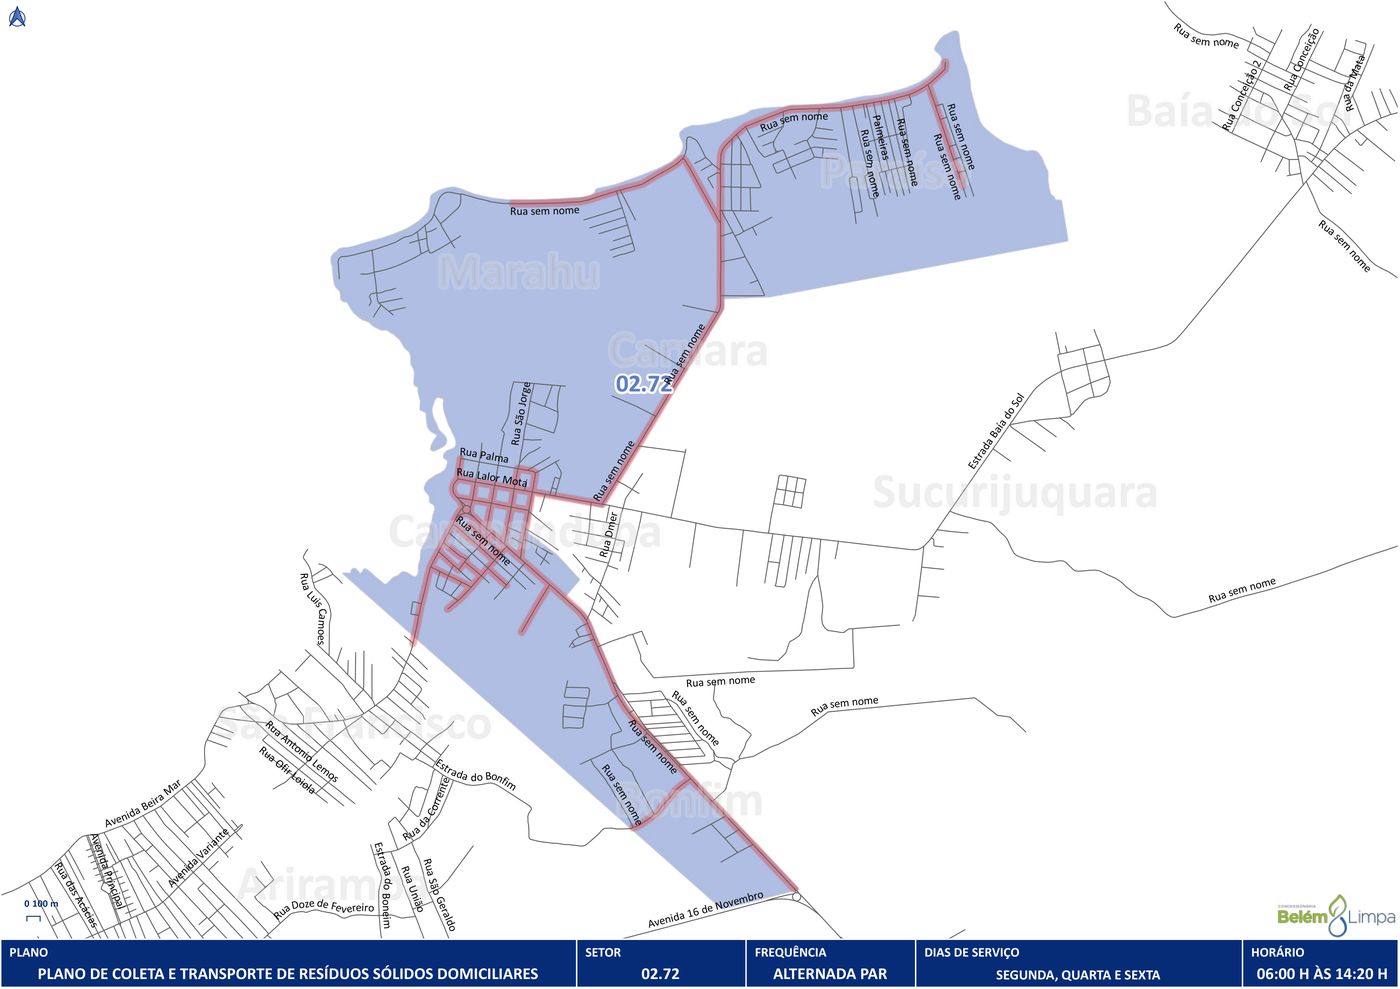 Rua sem nome
Rua Conceição 2
Rua Conceição
Rua da Mata
Baía do Sol
Rua sem nome
Rua sem nome
Palmeiras
Rua sem nome
Rua sem nome
Rua sem nome
Rua sem nome
Rua sem nome
Rua sem nome
Marahu
Carmara
02.72
Rua sem nome
Rua São Jorge
Rua Palma
Rua Lalor Mota
Rua sem nome
Estrada Baía do Sol
Sucurijuquara
Rua sem nome
Rua Omer
Rua sem nome
Rua Luis Camoes
Rua sem nome
Rua sem nome
Rua sem nome
Rua sem nome
São Francisco
Rua Antonio Lemos
Rua Ofir Loiola
Estrada do Bonfim
Rua da Corrente
Rua sem nome
Bonfim
Avenida Beira Mar
Avenida Variante
Avenida Principal
Rua das Acácias
Estrada do Boneim
Rua União
Rua São Geraldo
Rua Doze de Fevereiro
Avenida 16 de Novembro
0 100 m
CONCESSIONÁRIA
Belém Limpa
PLANO
PLANO DE COLETA E TRANSPORTE DE RESÍDUOS SÓLIDOS DOMICILIARES
SETOR
02.72
FREQUÊNCIA
ALTERNADA PAR
DIAS DE SERVIÇO
SEGUNDA, QUARTA E SEXTA
HORÁRIO
06:00 H ÀS 14:20 H